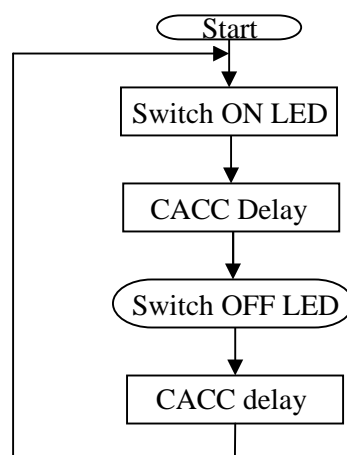 Start
Switch ON LED
CACC Delay
Switch OFF LED
CACC delay